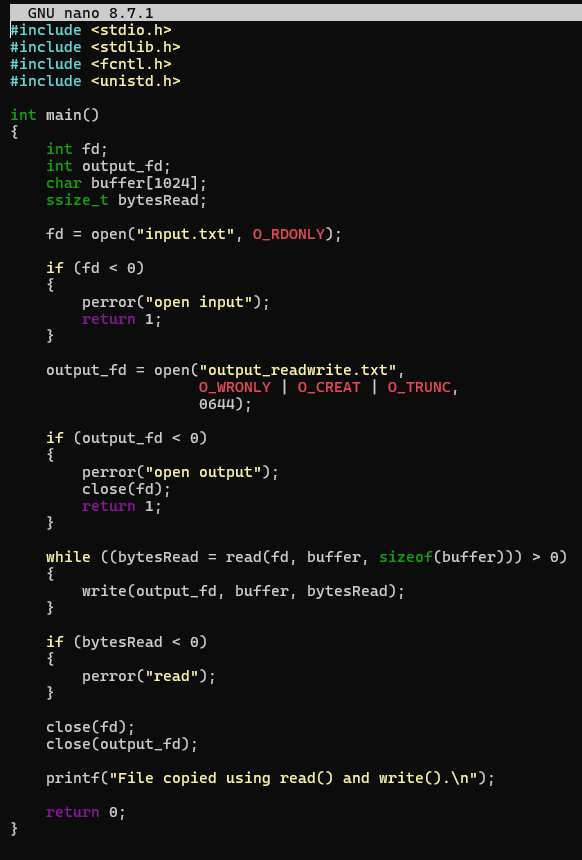 GNU nano 8.7.1
#include <stdio.h>
#include <stdlib.h>
#include <fcntl.h>
#include <unistd.h>

int main()
{
    int fd;
    int output_fd;
    char buffer[1024];
    ssize_t bytesRead;

    fd = open("input.txt", O_RDONLY);

    if (fd < 0)
    {
        perror("open input");
        return 1;
    }

    output_fd = open("output_readwrite.txt",
                     O_WRONLY | O_CREAT | O_TRUNC,
                     0644);

    if (output_fd < 0)
    {
        perror("open output");
        close(fd);
        return 1;
    }

    while ((bytesRead = read(fd, buffer, sizeof(buffer))) > 0)
    {
        write(output_fd, buffer, bytesRead);
    }

    if (bytesRead < 0)
    {
        perror("read");
    }

    close(fd);
    close(output_fd);

    printf("File copied using read() and write().\n");

    return 0;
}